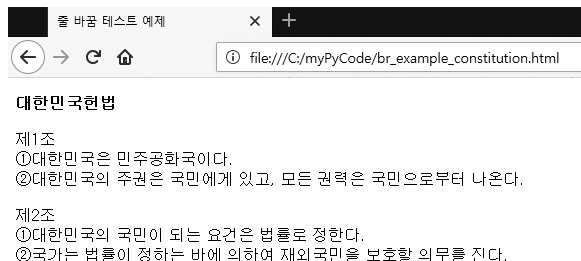 줄 바꿈 테스트 예제
file:///C:/myPyCode/br_example_constitution.html
대한민국헌법
제1조
①대한민국은 민주공화국이다.
②대한민국의 주권은 국민에게 있고, 모든 권력은 국민으로부터 나온다.
제2조
①대한민국의 국민이 되는 요건은 법률로 정한다.
②국가는 법률이 정하는 바에 의하여 재외국민을 보호할 의무를 진다.